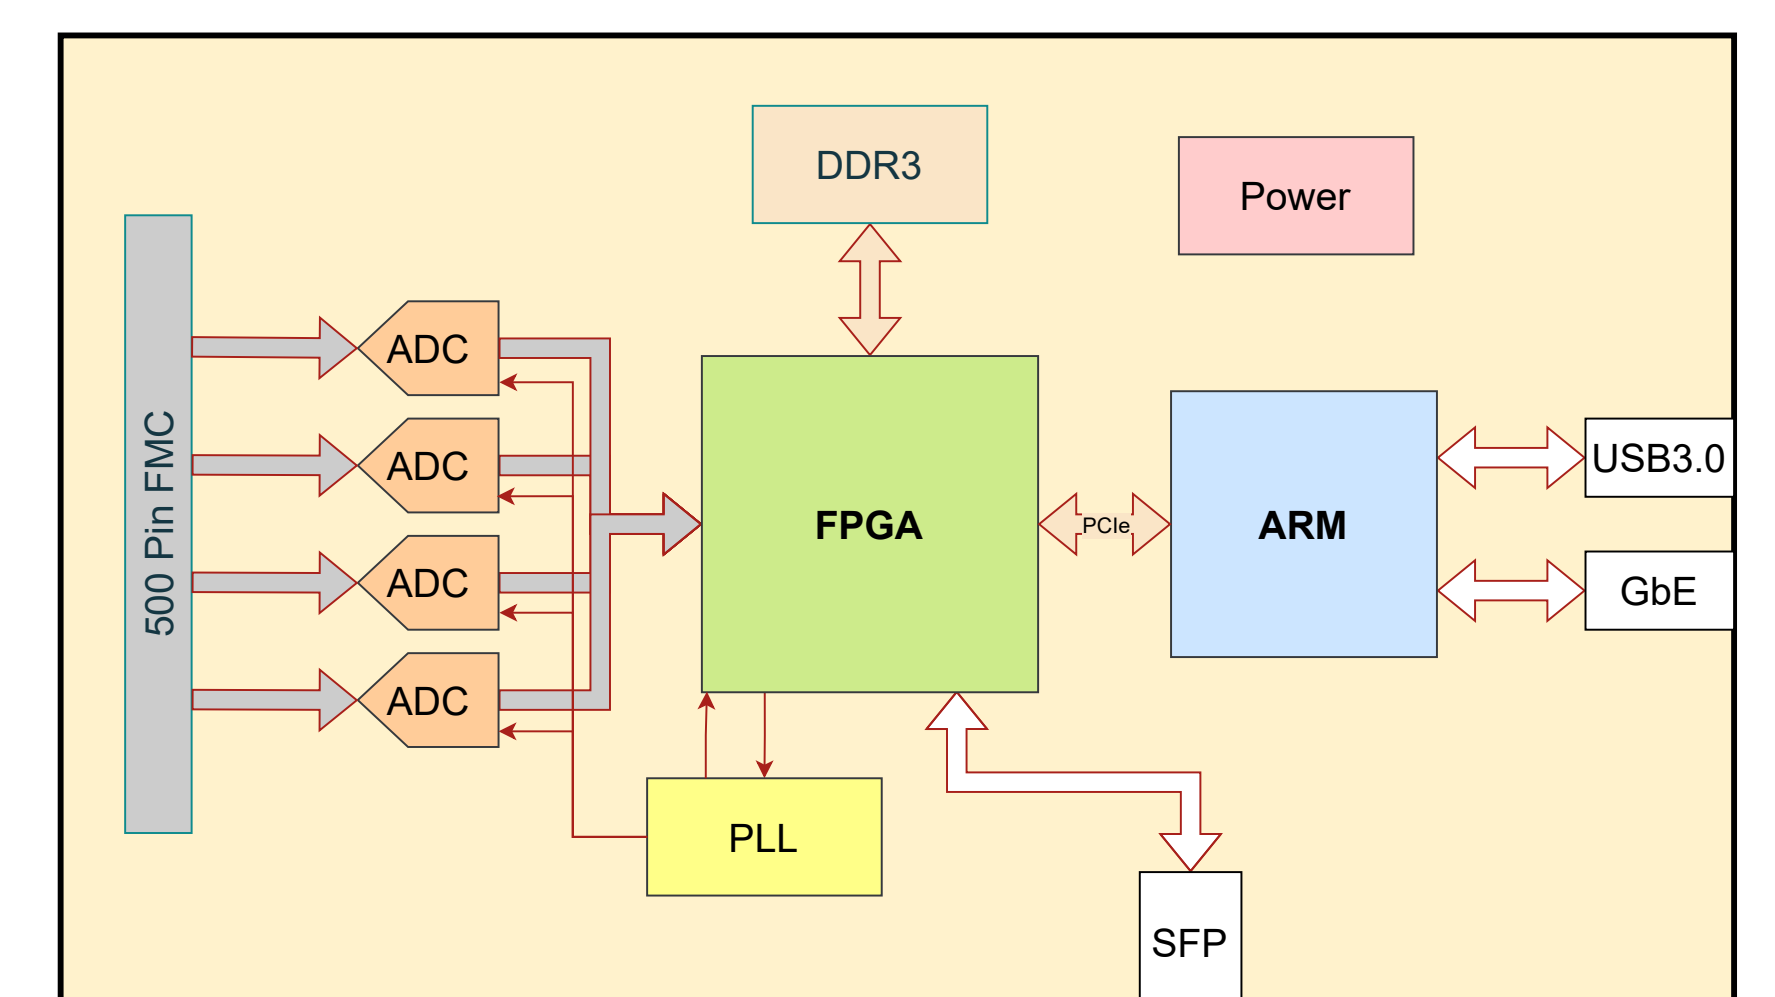 DDR3
Power
500 Pin FMC
ADC
ADC
ADC
ADC
FPGA
PCIe
ARM
USB3.0
GbE
PLL
SFP